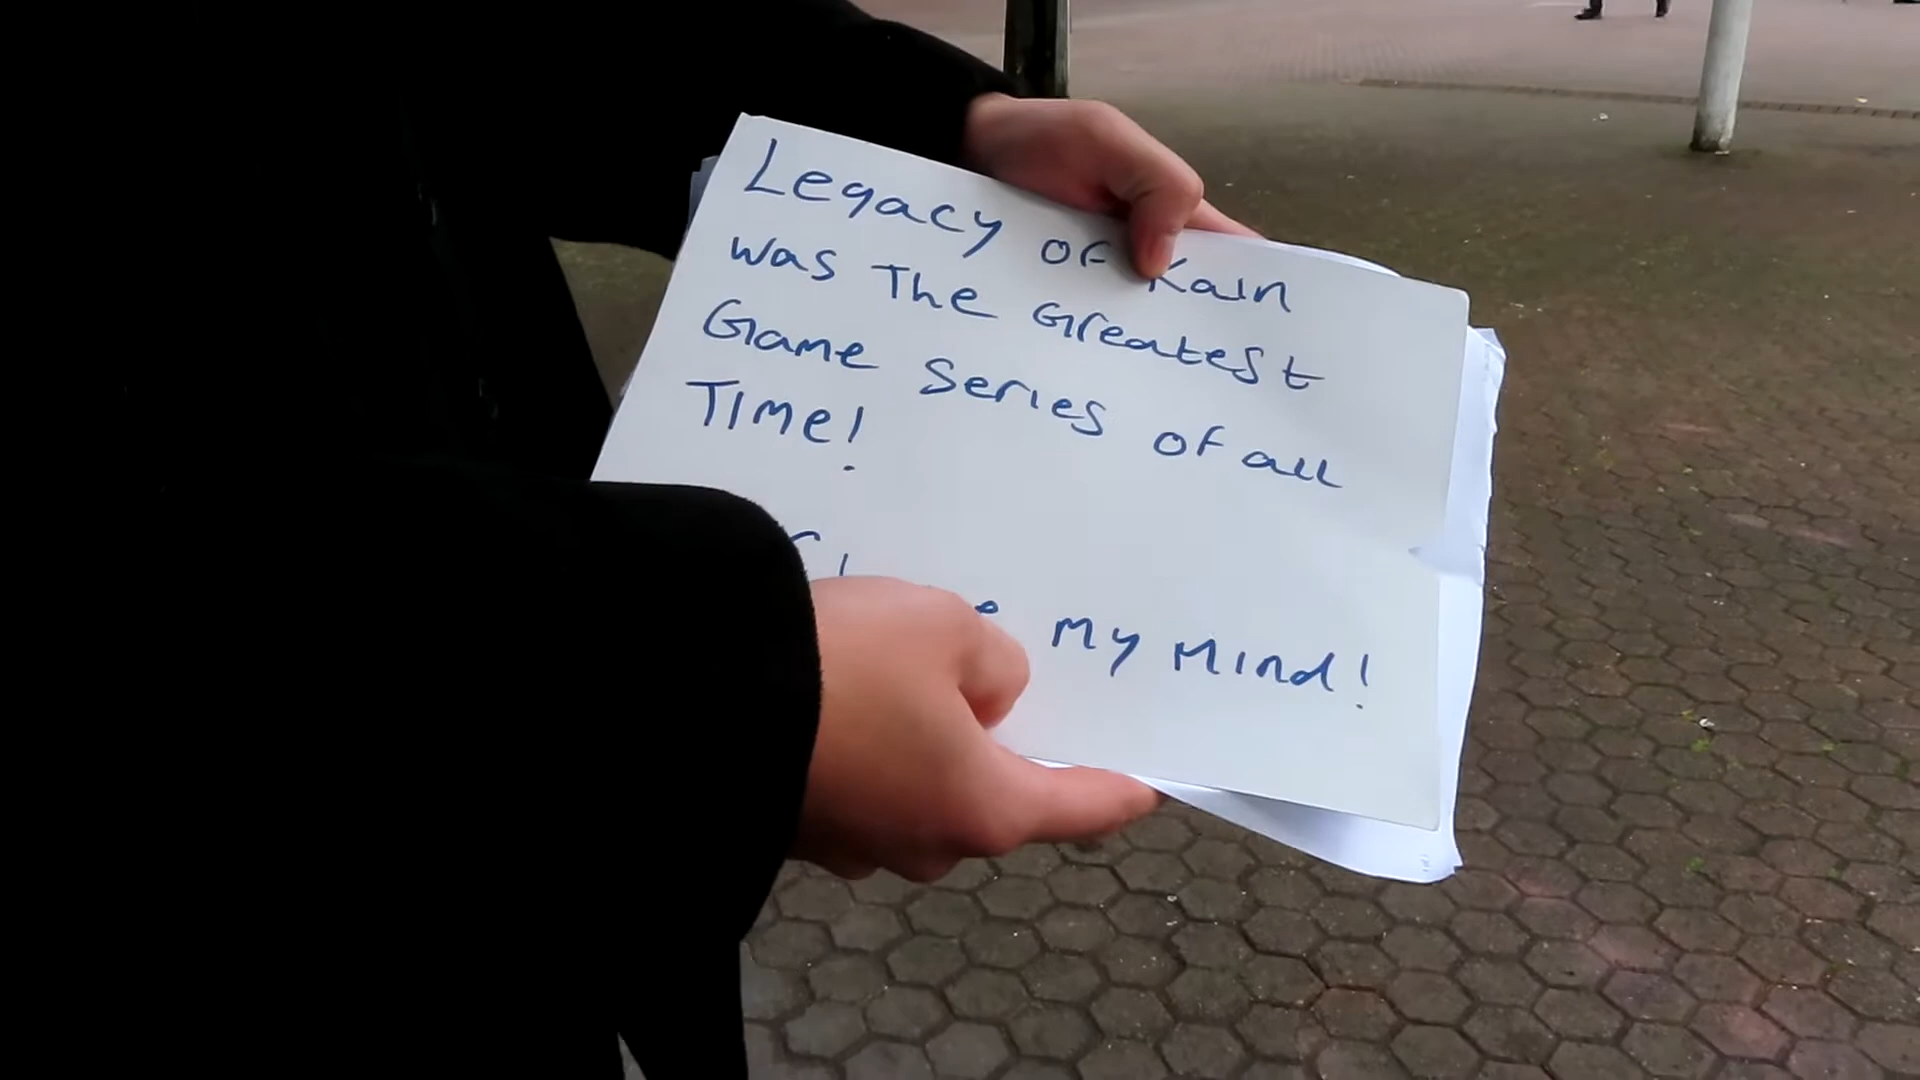 Legacy of Kain
was The Greatest
Game Series of all
Time!
my Mind!